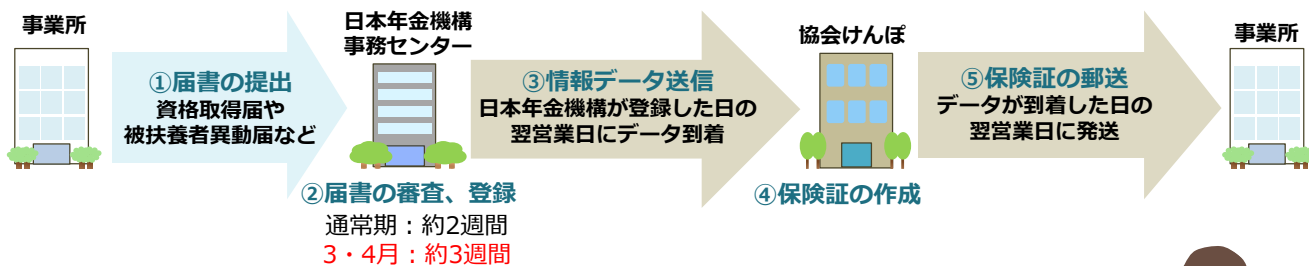 事業所
①届書の提出
資格取得届や
被扶養者異動届など
日本年金機構
事務センター
②届書の審査、登録
通常期：約2週間
3・4月：約3週間
③情報データ送信
日本年金機構が登録した日の
翌営業日にデータ到着
協会けんぽ
④保険証の作成
⑤保険証の郵送
データが到着した日の
翌営業日に発送
事業所